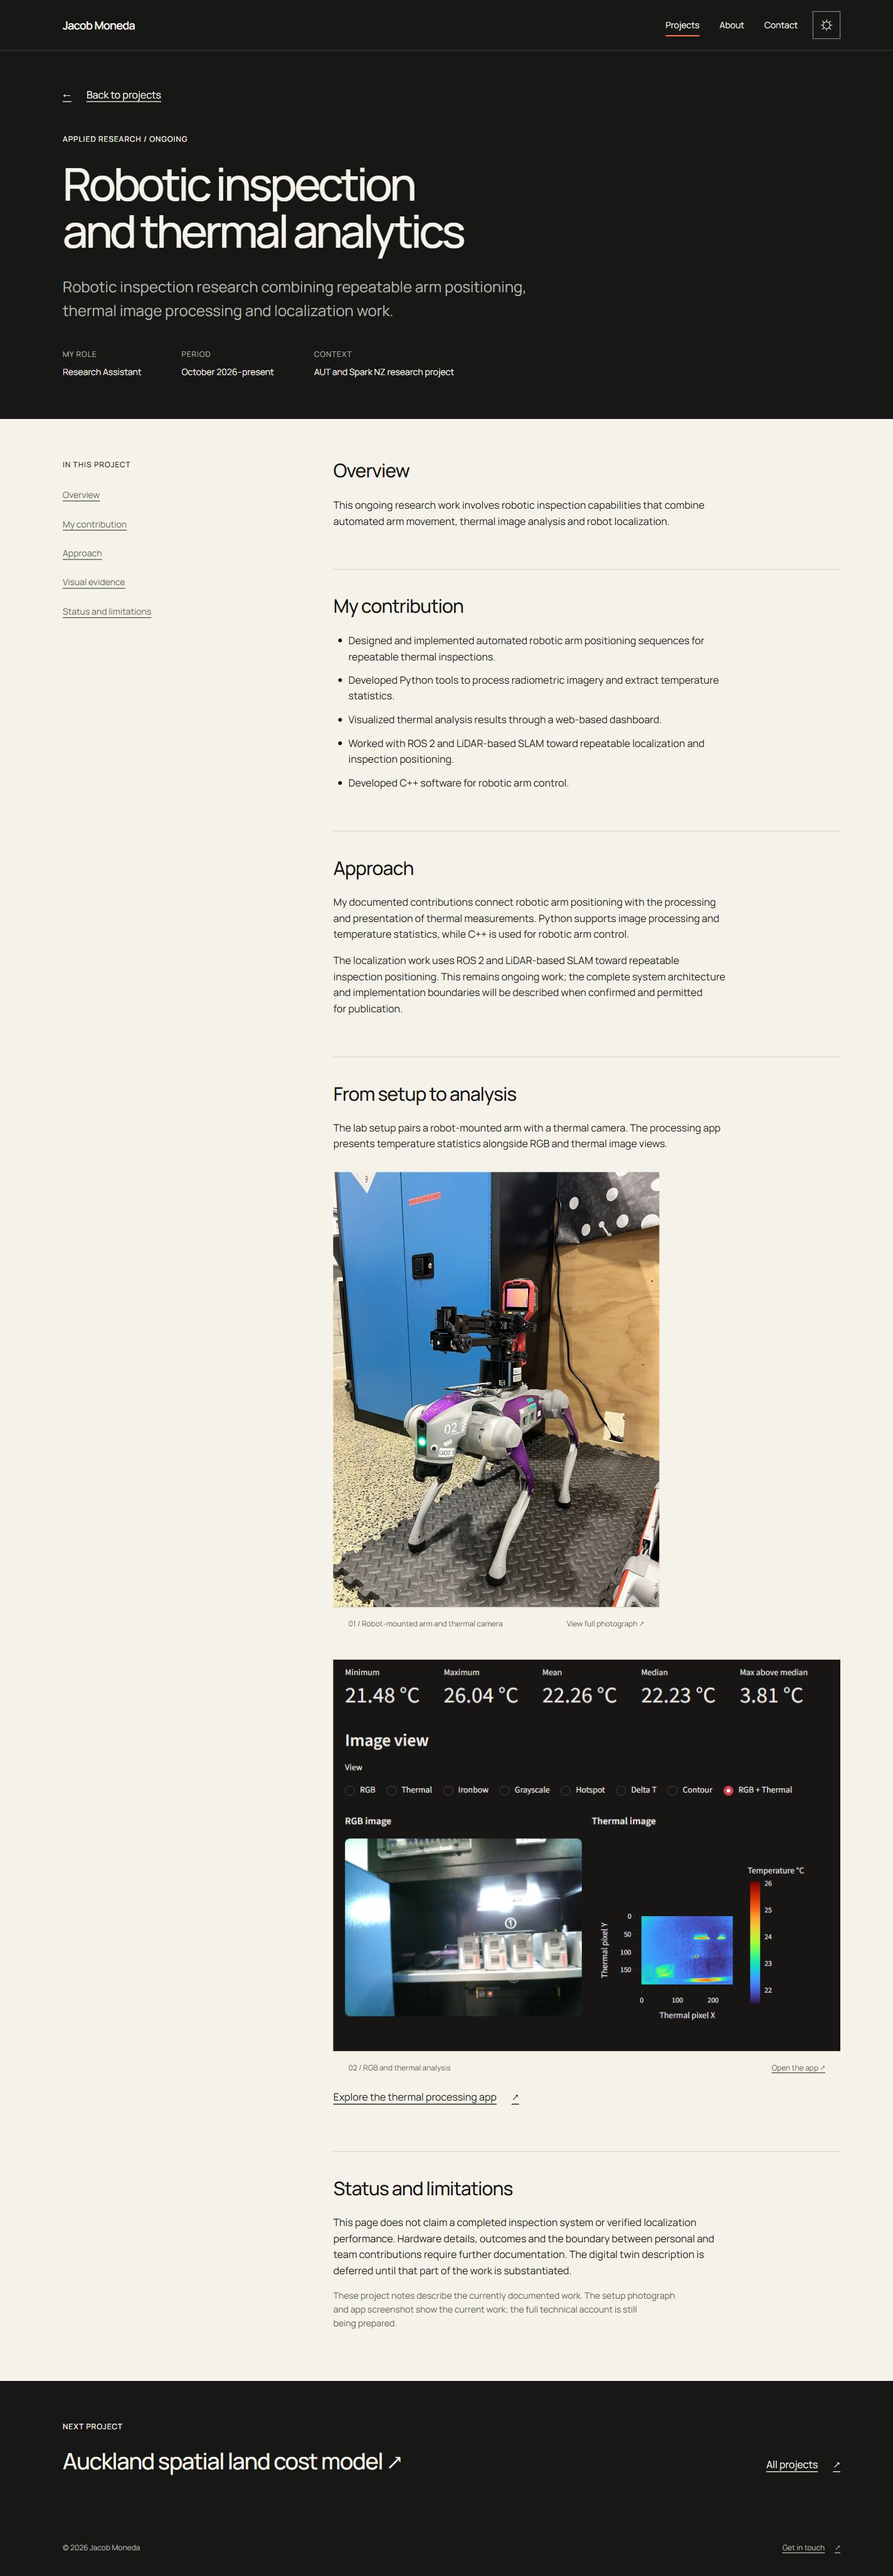 Jacob Moneda
Projects
About
Contact
← Back to projects
APPLIED RESEARCH / ONGOING
Robotic inspection
and thermal analytics
Robotic inspection research combining repeatable arm positioning,
thermal image processing and localization work.
MY ROLE
Research Assistant
PERIOD
October 2026–present
CONTEXT
AUT and Spark NZ research project
IN THIS PROJECT
Overview
My contribution
Approach
Visual evidence
Status and limitations
Overview
This ongoing research work involves robotic inspection capabilities that combine
automated arm movement, thermal image analysis and robot localization.
My contribution
• Designed and implemented automated robotic arm positioning sequences for
repeatable thermal inspections.
• Developed Python tools to process radiometric imagery and extract temperature
statistics.
• Visualized thermal analysis results through a web-based dashboard.
• Worked with ROS 2 and LiDAR-based SLAM toward repeatable localization and
inspection positioning.
• Developed C++ software for robotic arm control.
Approach
My documented contributions connect robotic arm positioning with the processing
and presentation of thermal measurements. Python supports image processing and
temperature statistics, while C++ is used for robotic arm control.
The localization work uses ROS 2 and LiDAR-based SLAM toward repeatable
inspection positioning. This remains ongoing work; the complete system architecture
and implementation boundaries will be described when confirmed and permitted
for publication.
From setup to analysis
The lab setup pairs a robot-mounted arm with a thermal camera. The processing app
presents temperature statistics alongside RGB and thermal image views.
02
01 / Robot-mounted arm and thermal camera
View full photograph ↗
Minimum
Maximum
Mean
Median
Max above median
21.48 °C
26.04 °C
22.26 °C
22.23 °C
3.81 °C
Image view
View
RGB
Thermal
Ironbow
Grayscale
Hotspot
Delta T
Contour
RGB + Thermal
RGB image
1
Thermal image
Temperature °C
26
25
24
23
22
Thermal pixel Y
0
50
100
150
0
100
200
Thermal pixel X
02 / RGB and thermal analysis
Open the app ↗
Explore the thermal processing app ↗
Status and limitations
This page does not claim a completed inspection system or verified localization
performance. Hardware details, outcomes and the boundary between personal and
team contributions require further documentation. The digital twin description is
deferred until that part of the work is substantiated.
These project notes describe the currently documented work. The setup photograph
and app screenshot show the current work; the full technical account is still
being prepared.
NEXT PROJECT
Auckland spatial land cost model ↗
All projects ↗
© 2026 Jacob Moneda
Get in touch ↗